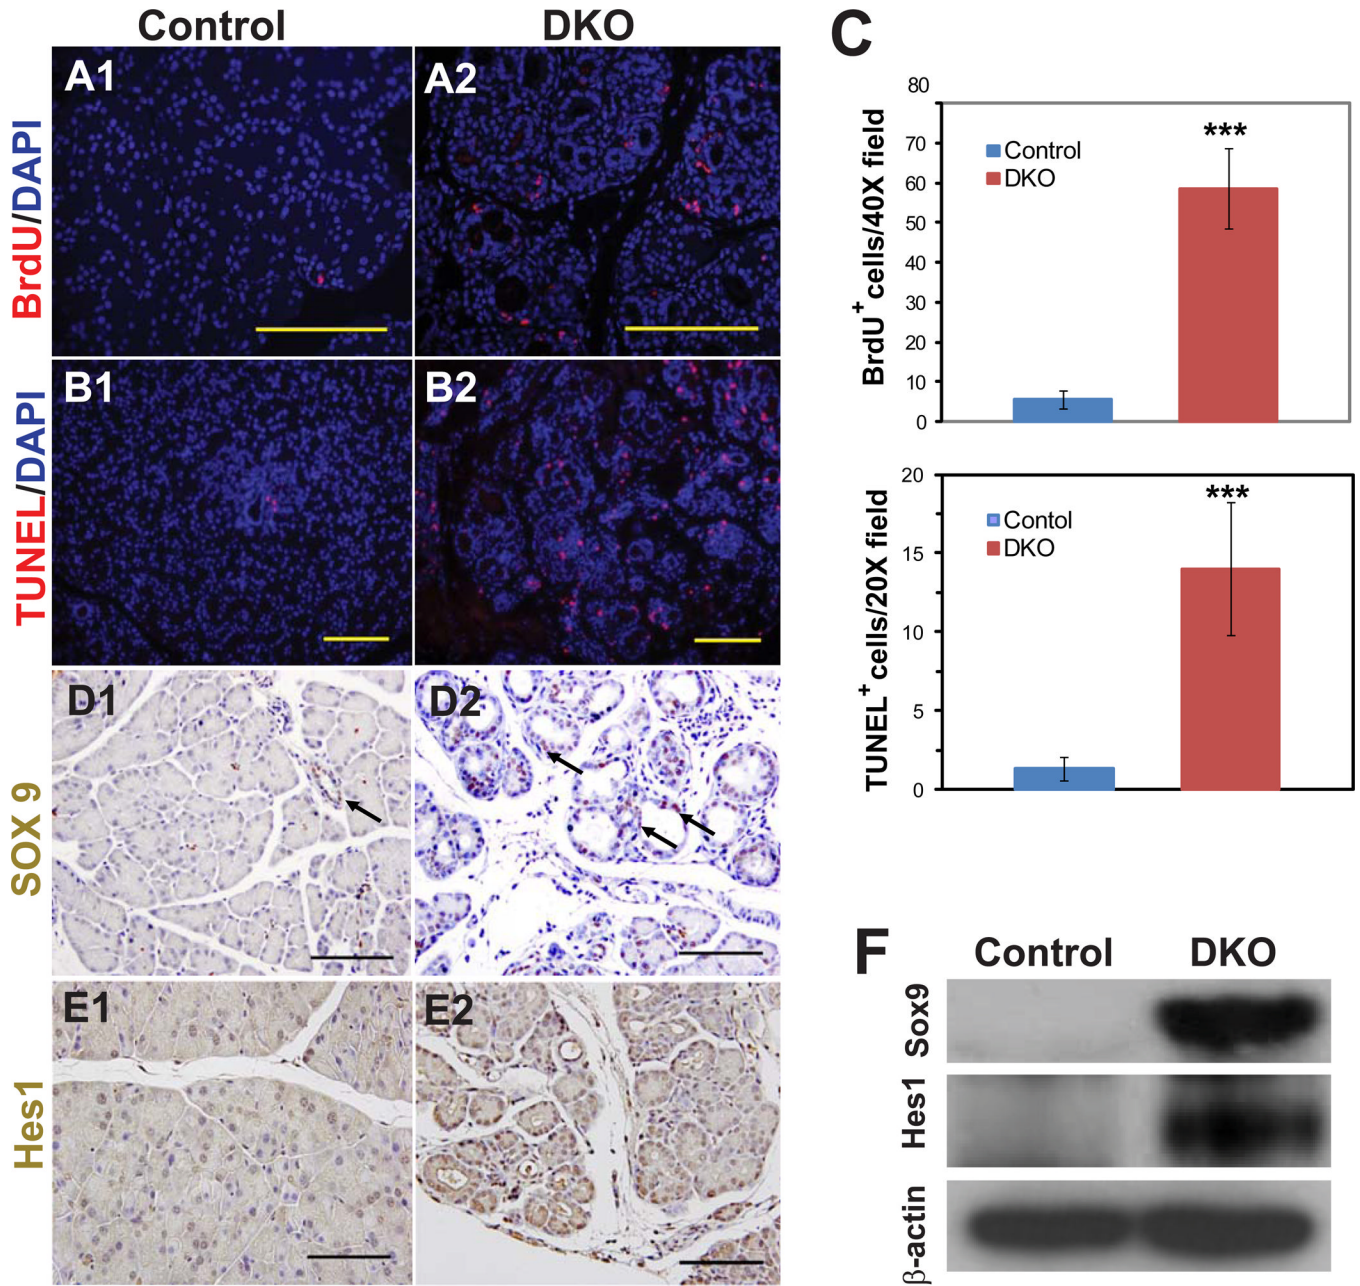 Control DKO
A1 A2
BrdU/DAPI
B1 B2
TUNEL/DAPI
D1 D2
SOX 9
E1 E2
Hes1
C
80
70
60
50
40
30
20
10
0
BrdU+ cells/40X field
Control
DKO
***
20
15
10
5
0
TUNEL+ cells/20X field
Contol
DKO
***
F
Control DKO
Sox9
Hes1
β-actin